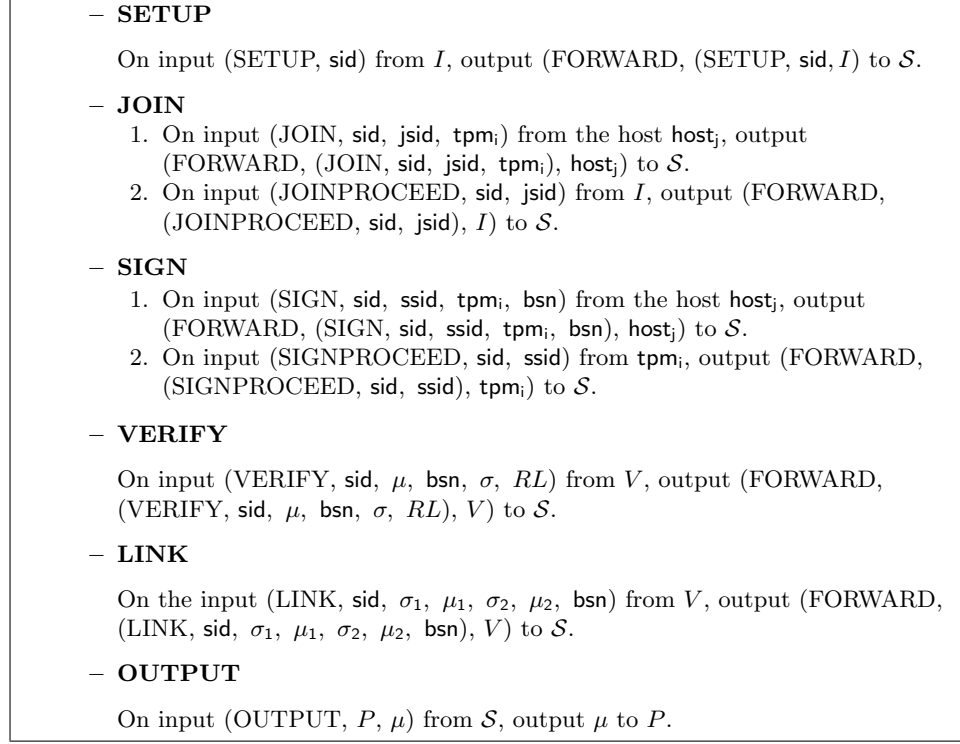 – SETUP
On input (SETUP, sid) from I, output (FORWARD, (SETUP, sid, I) to S.
– JOIN
1. On input (JOIN, sid, jsid, tpmᵢ) from the host hostⱼ, output
(FORWARD, (JOIN, sid, jsid, tpmᵢ), hostⱼ) to S.
2. On input (JOINPROCEED, sid, jsid) from I, output (FORWARD,
(JOINPROCEED, sid, jsid), I) to S.
– SIGN
1. On input (SIGN, sid, ssid, tpmᵢ, bsn) from the host hostⱼ, output
(FORWARD, (SIGN, sid, ssid, tpmᵢ, bsn), hostⱼ) to S.
2. On input (SIGNPROCEED, sid, ssid) from tpmᵢ, output (FORWARD,
(SIGNPROCEED, sid, ssid), tpmᵢ) to S.
– VERIFY
On input (VERIFY, sid, μ, bsn, σ, RL) from V, output (FORWARD,
(VERIFY, sid, μ, bsn, σ, RL), V) to S.
– LINK
On the input (LINK, sid, σ₁, μ₁, σ₂, μ₂, bsn) from V, output (FORWARD,
(LINK, sid, σ₁, μ₁, σ₂, μ₂, bsn), V) to S.
– OUTPUT
On input (OUTPUT, P, μ) from S, output μ to P.